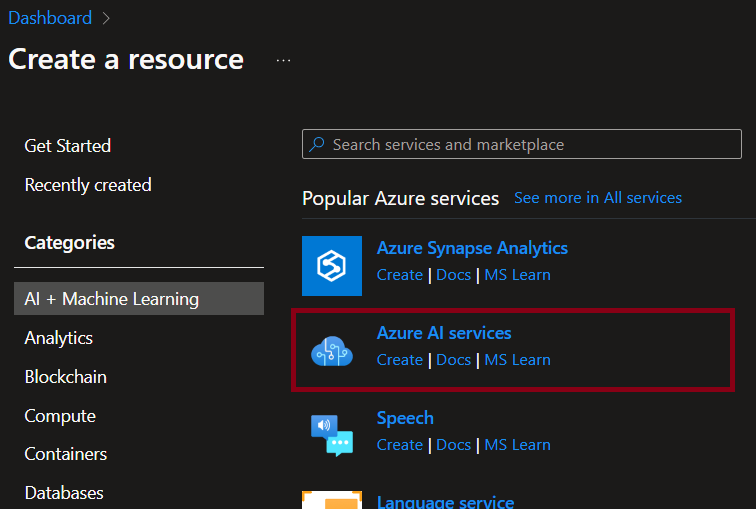 Dashboard >
Create a resource ...
Get Started
Recently created
Categories
AI + Machine Learning
Analytics
Blockchain
Compute
Containers
Databases
Search services and marketplace
Popular Azure services See more in All services
Azure Synapse Analytics
Create | Docs | MS Learn
Azure AI services
Create | Docs | MS Learn
Speech
Create | Docs | MS Learn
Language service